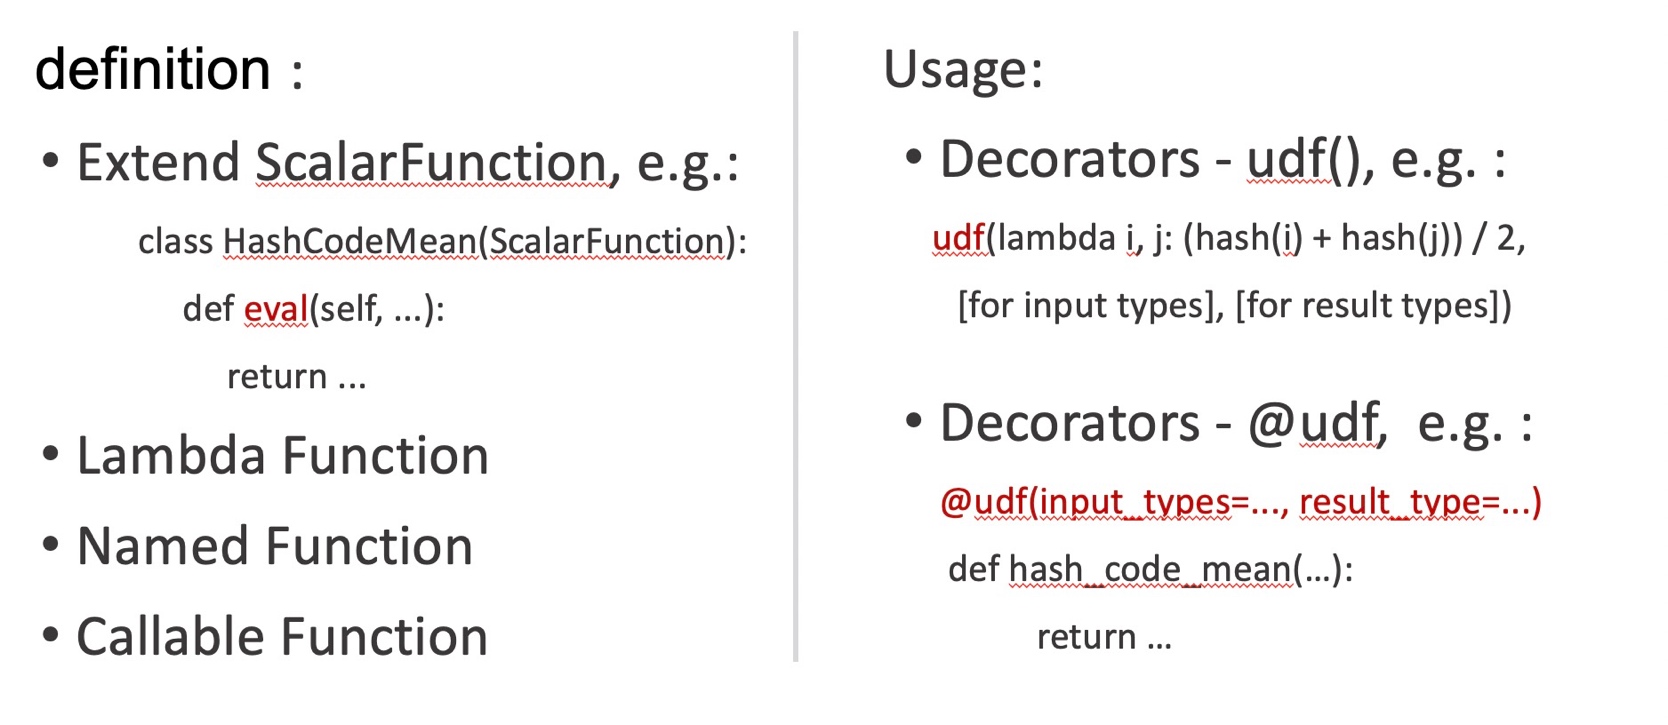 definition :
• Extend ScalarFunction, e.g.:
class HashCodeMean(ScalarFunction):
def eval(self, ...):
return ...
• Lambda Function
• Named Function
• Callable Function
Usage:
• Decorators - udf(), e.g. :
udf(lambda i, j: (hash(i) + hash(j)) / 2,
[for input types], [for result types])
• Decorators - @udf, e.g. :
@udf(input_types=..., result_type=...)
def hash_code_mean(...):
return ...